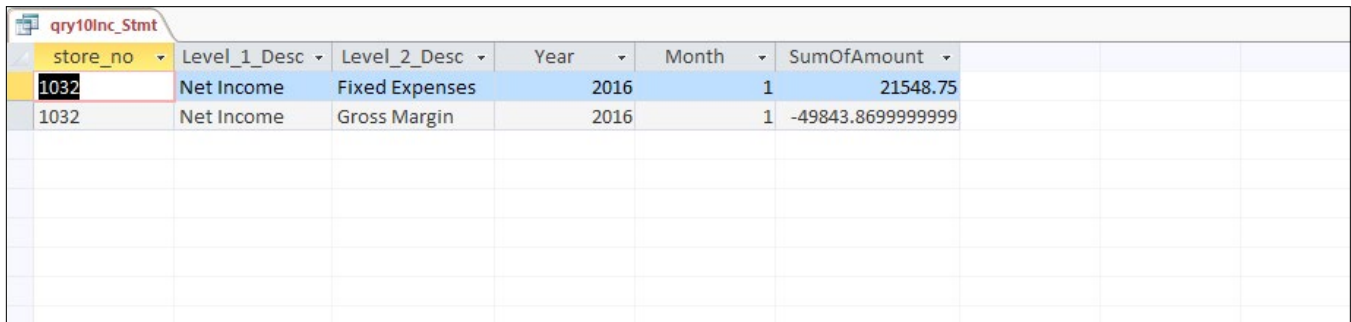 qry10Inc_Stmt
store_no Level_1_Desc Level_2_Desc Year Month SumOfAmount
1032 Net Income Fixed Expenses 2016 1 21548.75
1032 Net Income Gross Margin 2016 1 -49843.8699999999